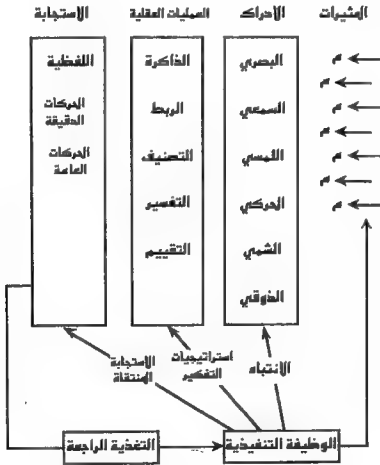 المثيرات
م
م
م
م
م
م
م
الأدراك
البصري
السمعي
اللمسي
الحركي
الشمي
الذوقي
العمليات العقلية
الذاكرة
الربط
التصنيف
التفسير
التقييم
الاستجابة
اللفظية
الحركات
الدقيقة
الحركات
العامة
الانتباه
استراتيجيات
التفكير
الاستجابة
المنتقاة
الوظيفة التنفيذية
التغذية الراجعة